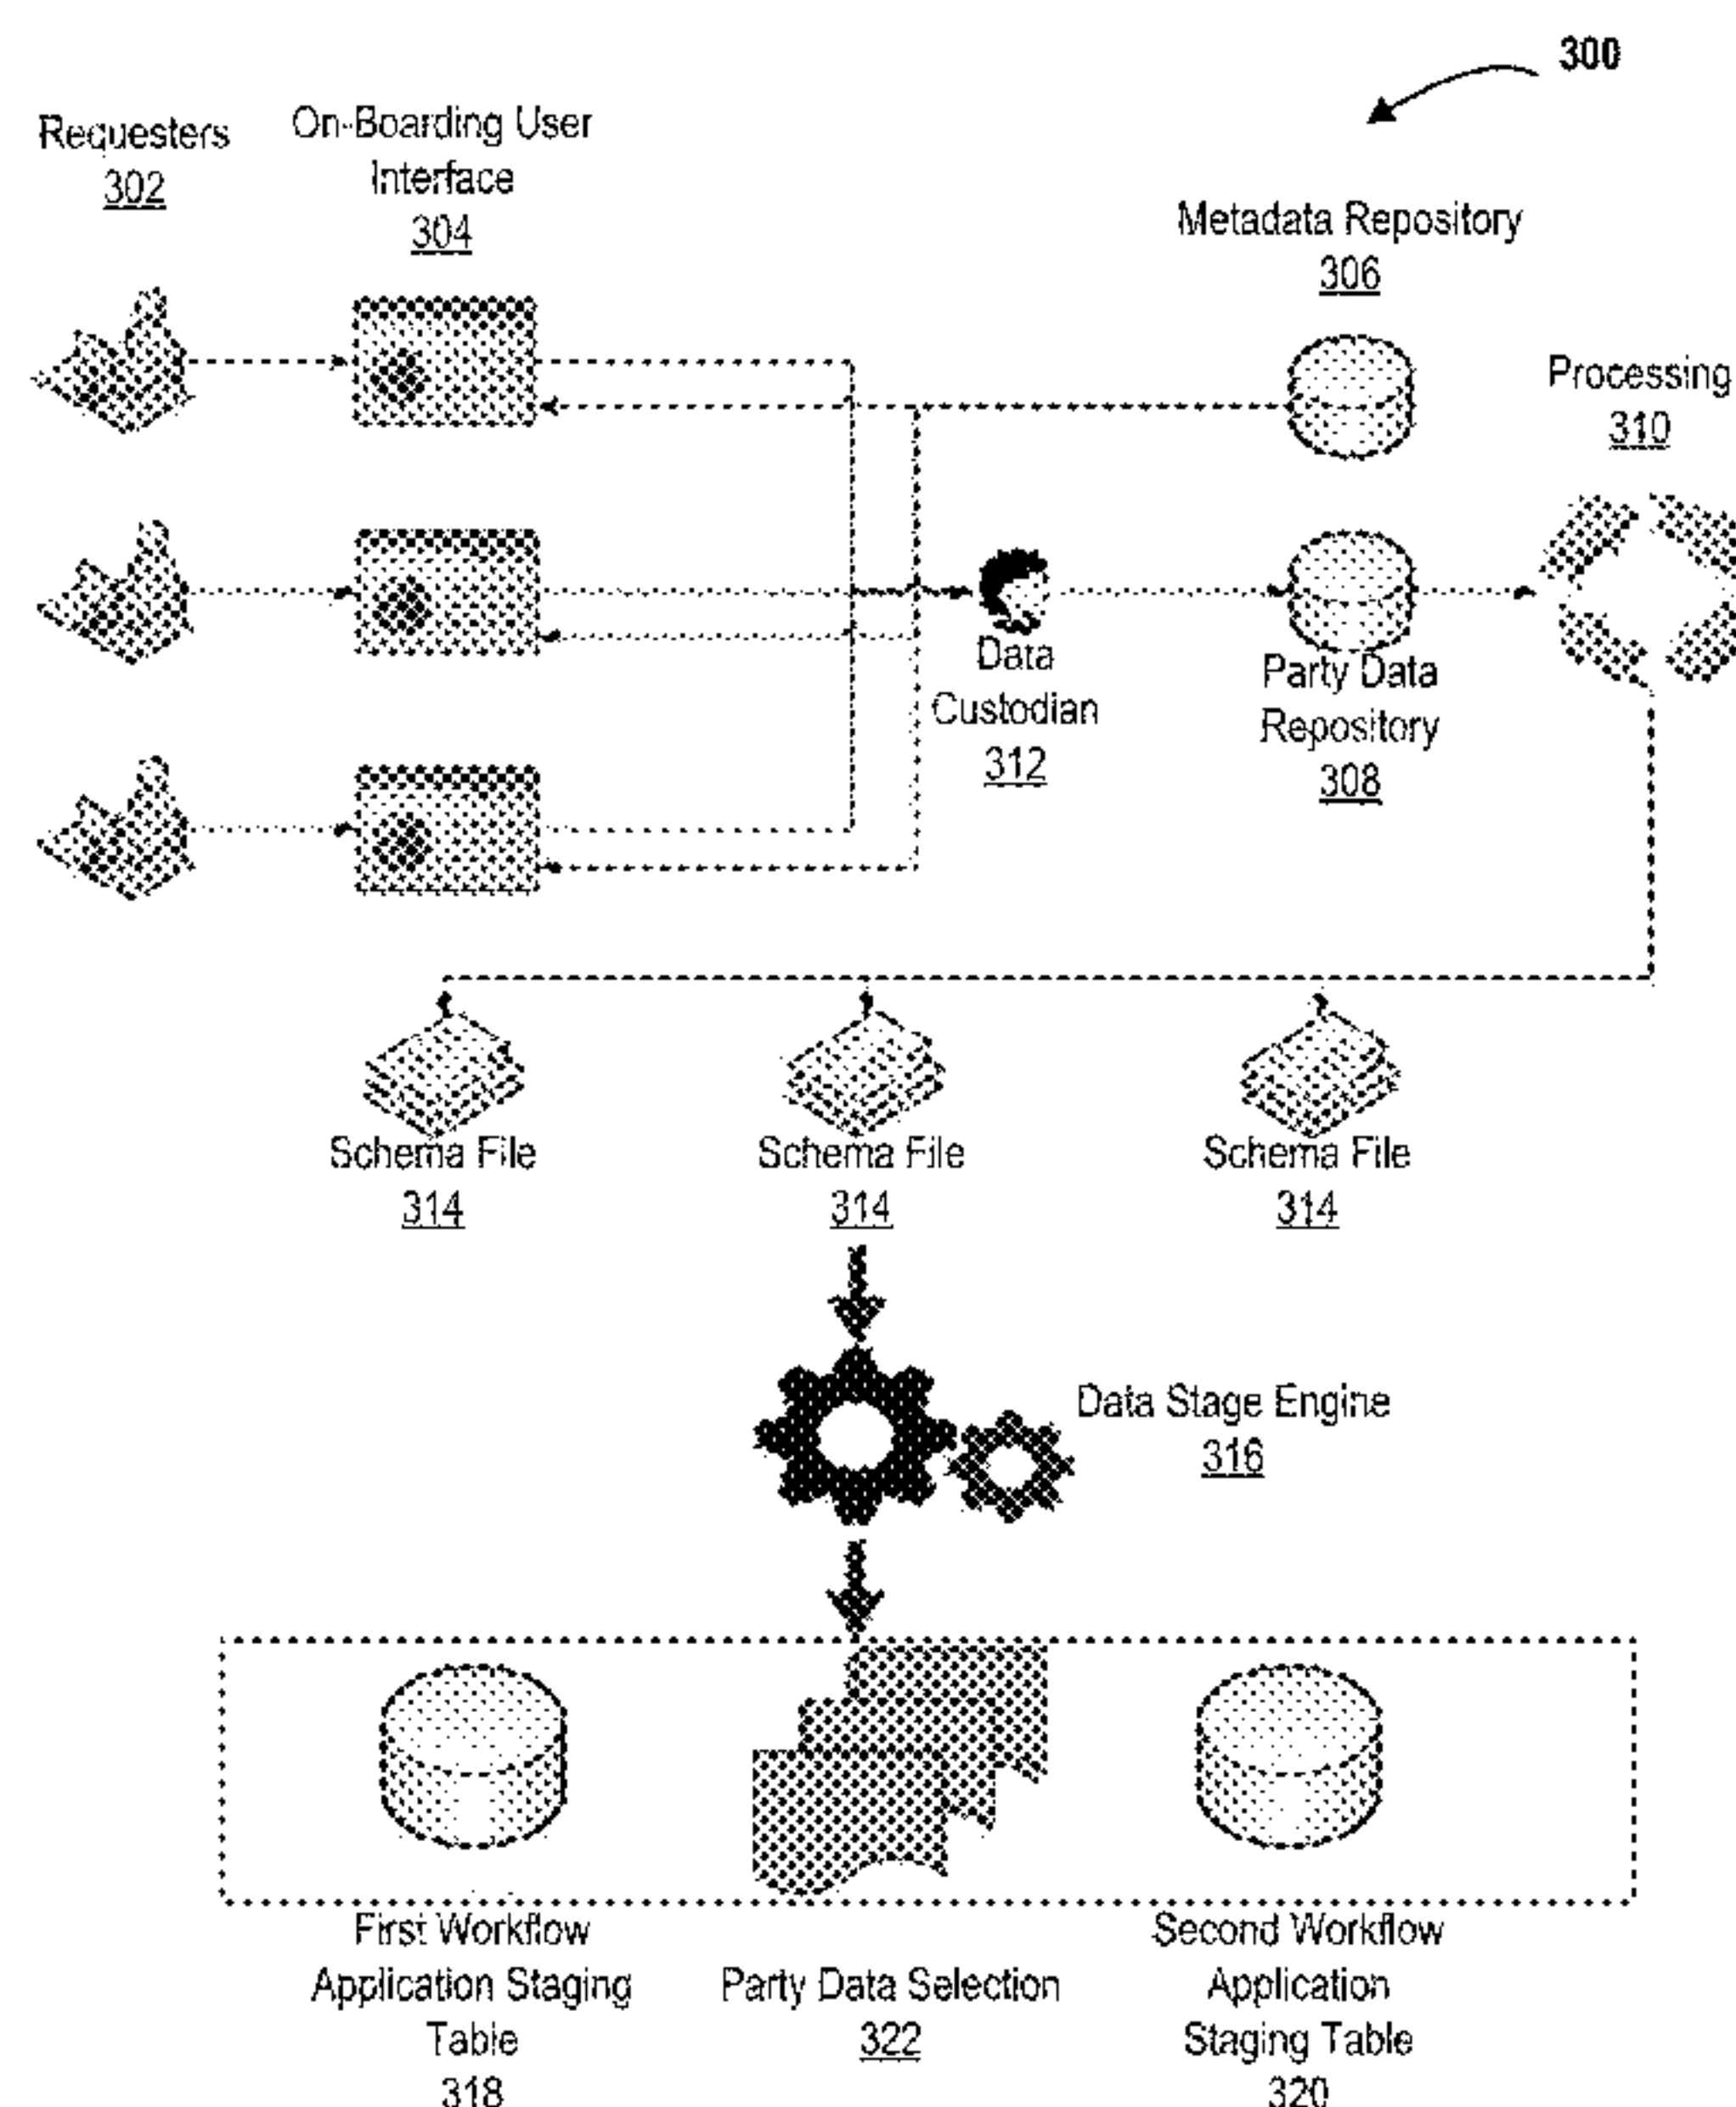 300
Requesters
302
On-Boarding User
Interface
304
Metadata Repository
306
Processing
310
Data
Custodian
312
Party Data
Repository
308
Schema File
314
Schema File
314
Schema File
314
Data Stage Engine
316
First Workflow
Application Staging
Table
318
Party Data Selection
322
Second Workflow
Application
Staging Table
320